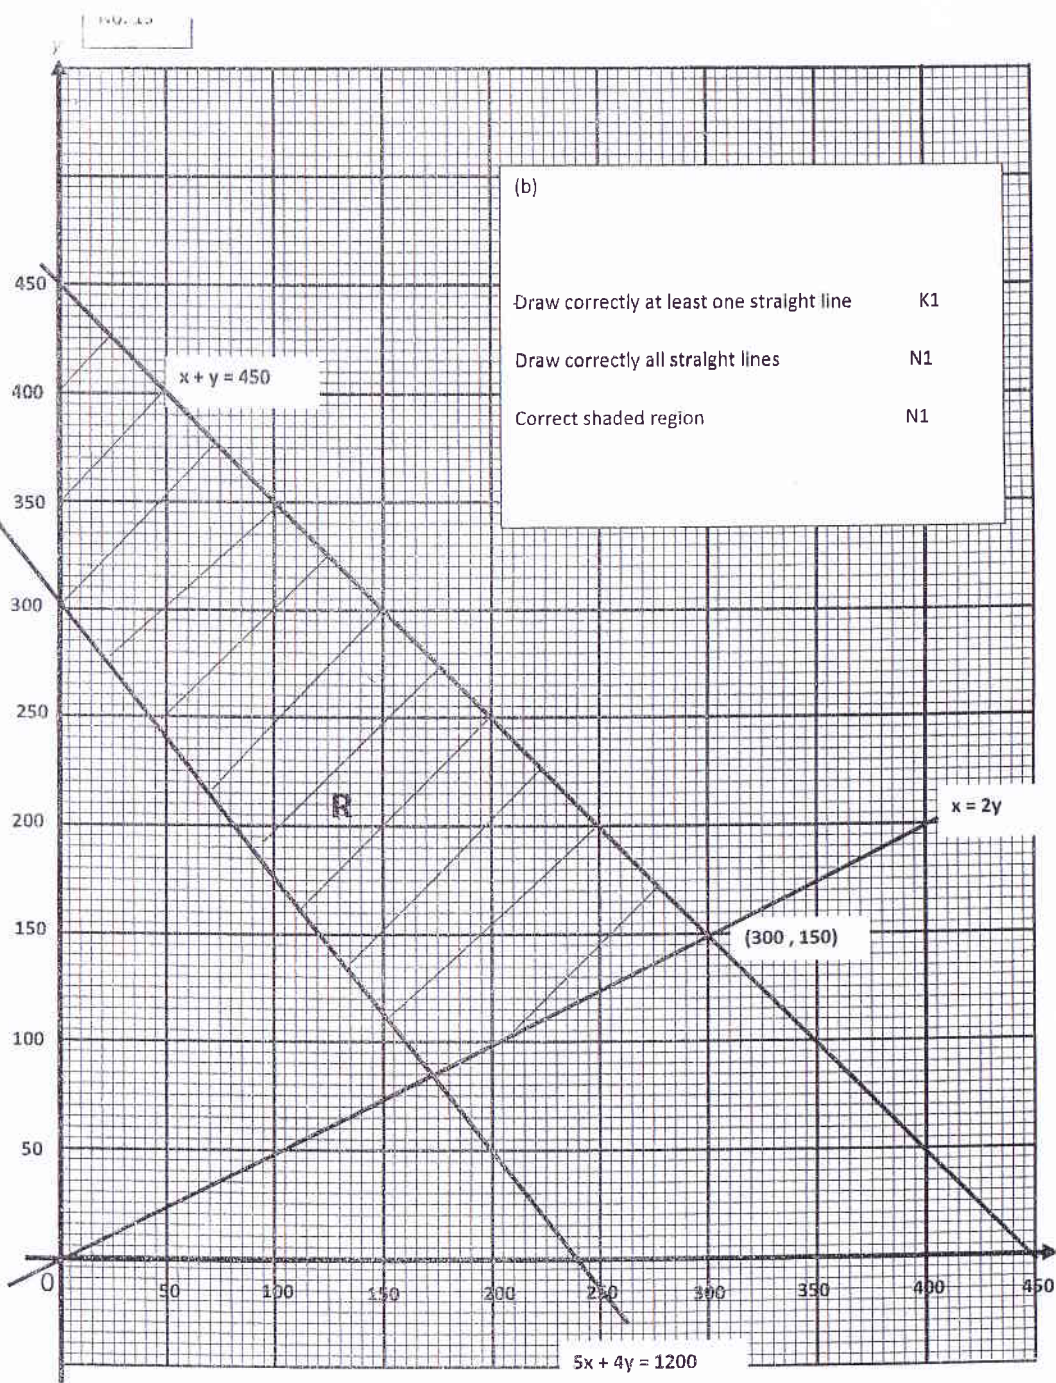 y
(b)
Draw correctly at least one straight line K1
Draw correctly all straight lines N1
Correct shaded region N1
450
x + y = 450
400
350
300
250
R
200
x = 2y
150
(300 , 150)
100
50
0
50 100 150 200 250 300 350 400 450
5x + 4y = 1200